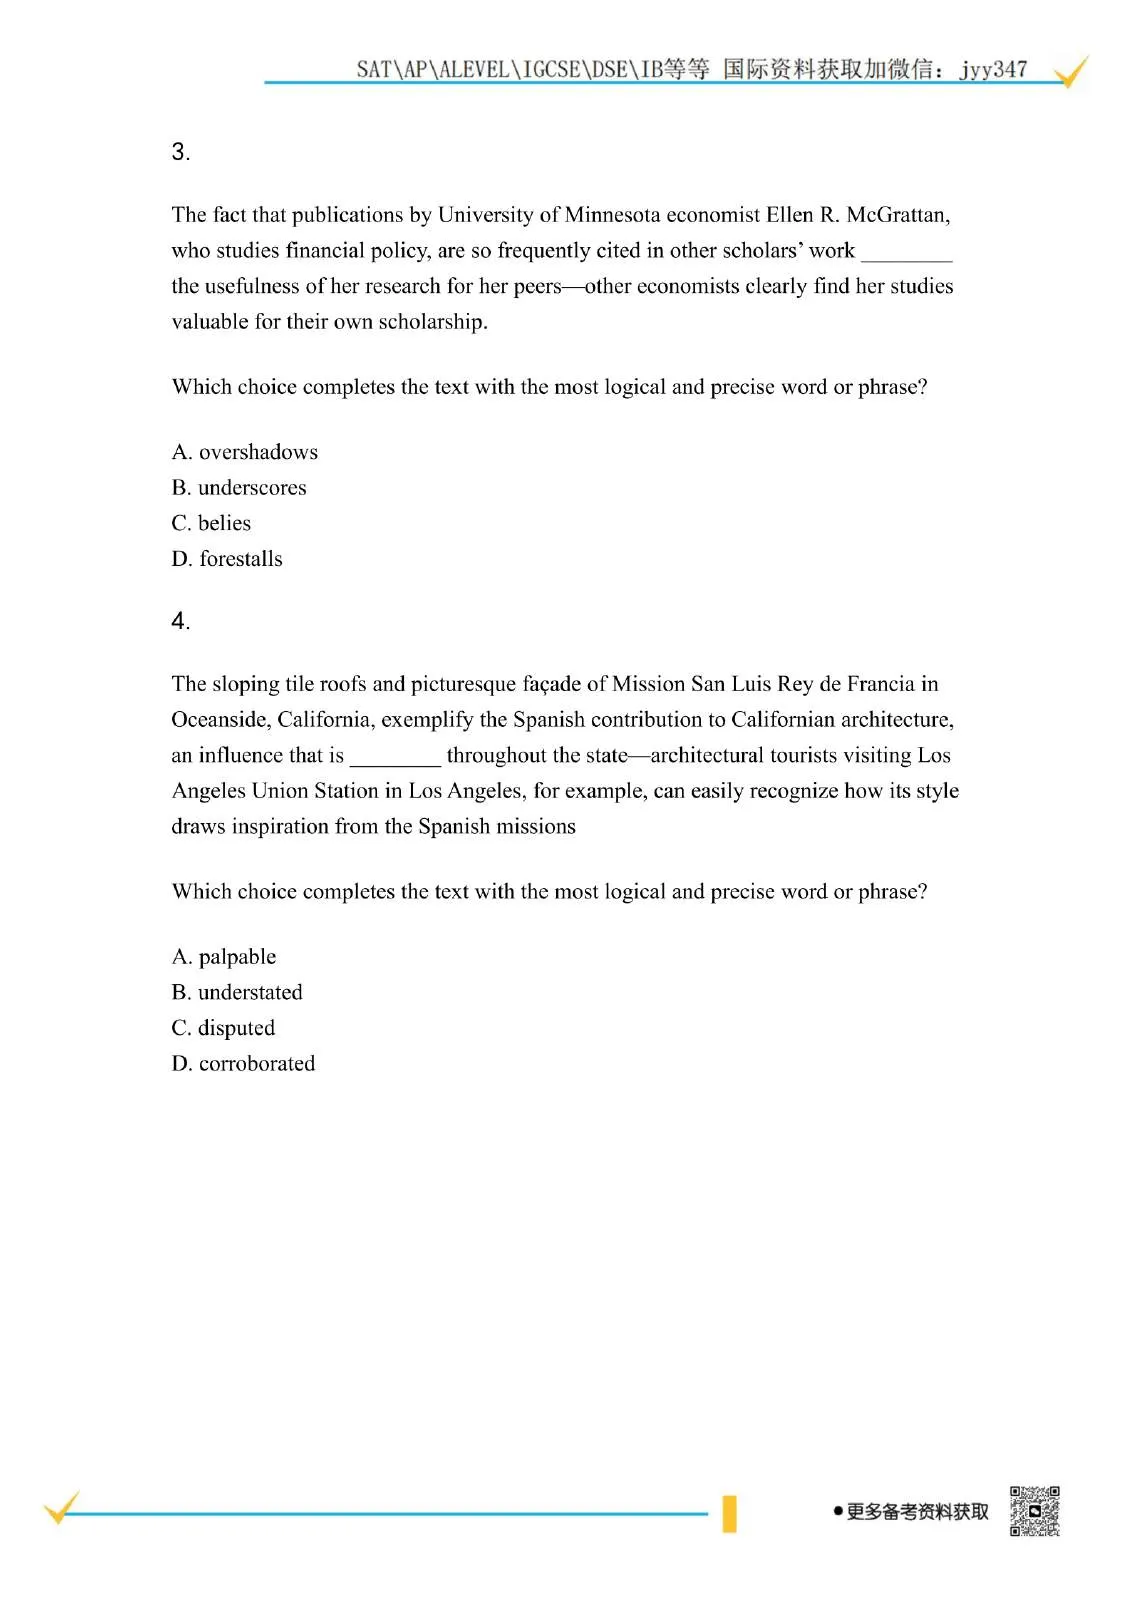 SAT\AP\ALEVEL\IGCSE\DSE\IB等等 国际资料获取加微信：jyy347
3.
The fact that publications by University of Minnesota economist Ellen R. McGrattan,
who studies financial policy, are so frequently cited in other scholars’ work ________
the usefulness of her research for her peers—other economists clearly find her studies
valuable for their own scholarship.
Which choice completes the text with the most logical and precise word or phrase?
A. overshadows
B. underscores
C. belies
D. forestalls
4.
The sloping tile roofs and picturesque façade of Mission San Luis Rey de Francia in
Oceanside, California, exemplify the Spanish contribution to Californian architecture,
an influence that is ________ throughout the state—architectural tourists visiting Los
Angeles Union Station in Los Angeles, for example, can easily recognize how its style
draws inspiration from the Spanish missions
Which choice completes the text with the most logical and precise word or phrase?
A. palpable
B. understated
C. disputed
D. corroborated
●更多备考资料获取